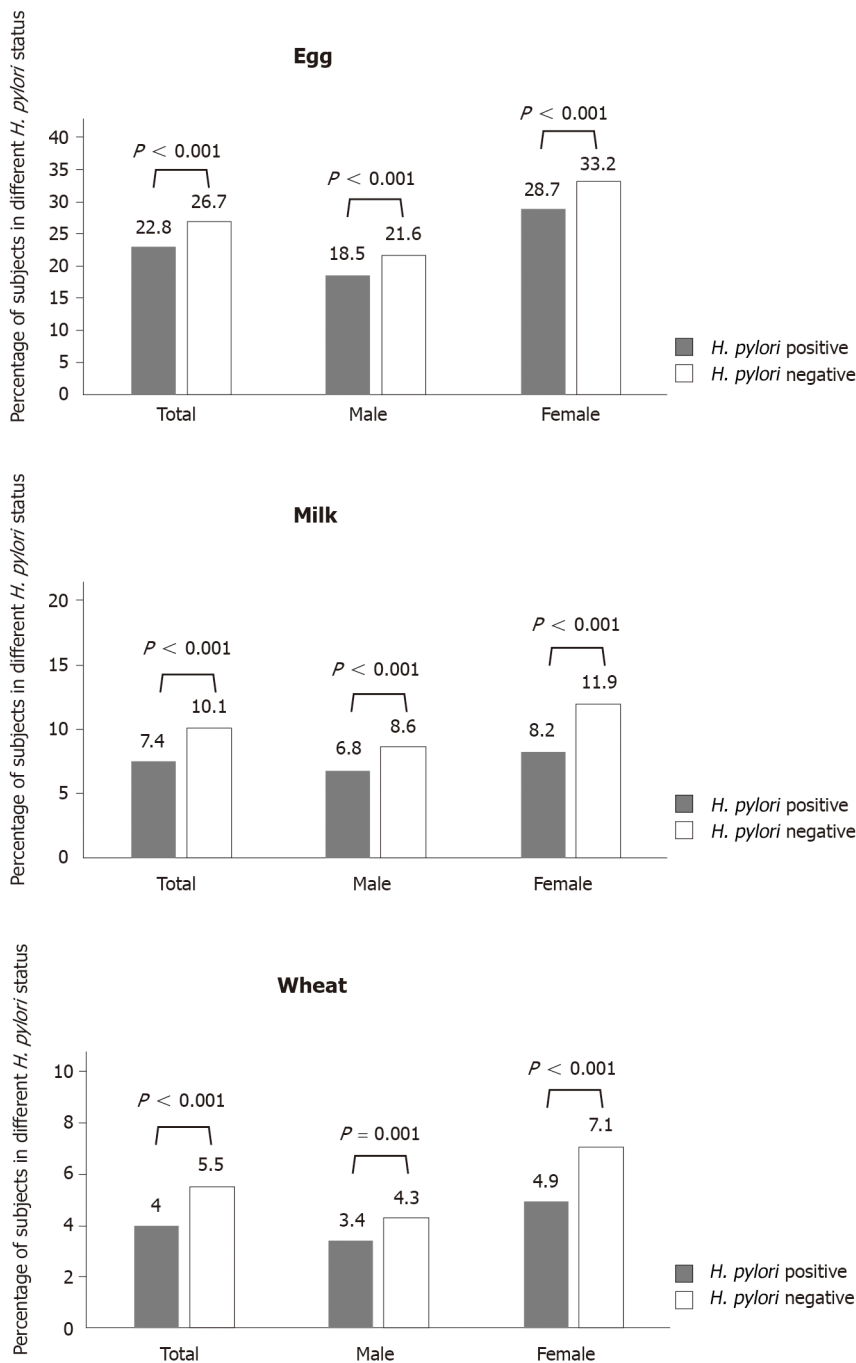 Egg
Percentage of subjects in different H. pylori status
40
35
30
25
20
15
10
5
0
P < 0.001
22.8
26.7
P < 0.001
18.5
21.6
P < 0.001
28.7
33.2
Total
Male
Female
H. pylori positive
H. pylori negative
Milk
Percentage of subjects in different H. pylori status
20
15
10
5
0
P < 0.001
7.4
10.1
P < 0.001
6.8
8.6
P < 0.001
8.2
11.9
Total
Male
Female
H. pylori positive
H. pylori negative
Wheat
Percentage of subjects in different H. pylori status
10
8
6
4
2
0
P < 0.001
4
5.5
P = 0.001
3.4
4.3
P < 0.001
4.9
7.1
Total
Male
Female
H. pylori positive
H. pylori negative